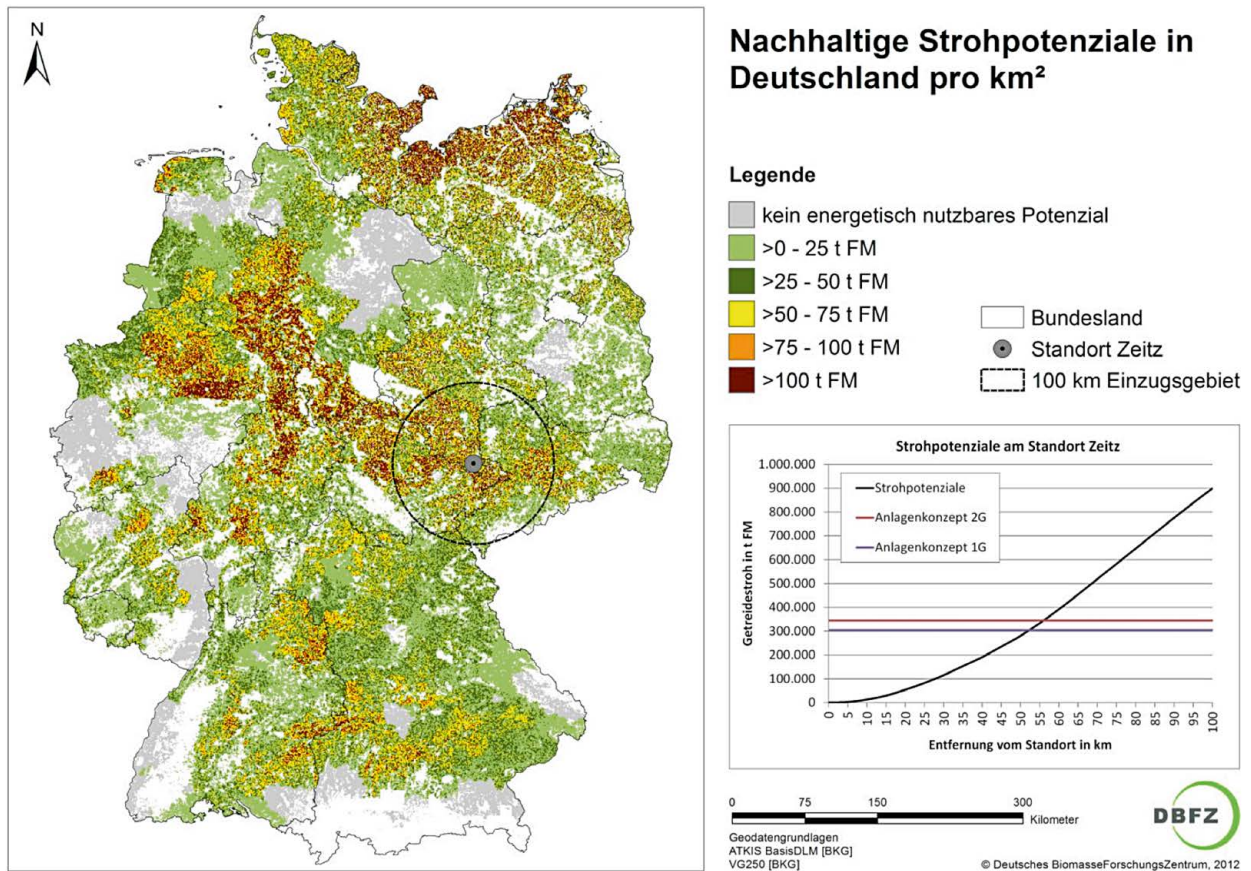 N
Nachhaltige Strohpotenziale in
Deutschland pro km²
Legende
kein energetisch nutzbares Potenzial
>0 - 25 t FM
>25 - 50 t FM
>50 - 75 t FM
>75 - 100 t FM
>100 t FM
Bundesland
Standort Zeitz
100 km Einzugsgebiet
Strohpotenziale am Standort Zeitz
Getreidestroh in t FM
1.000.000
900.000
800.000
700.000
600.000
500.000
400.000
300.000
200.000
100.000
0
Strohpotenziale
Anlagenkonzept 2G
Anlagenkonzept 1G
0 5 10 15 20 25 30 35 40 45 50 55 60 65 70 75 80 85 90 95 100
Entfernung vom Standort in km
0 75 150 300
Kilometer
Geodatengrundlagen
ATKIS BasisDLM [BKG]
VG250 [BKG]
DBFZ
© Deutsches BiomasseForschungsZentrum, 2012